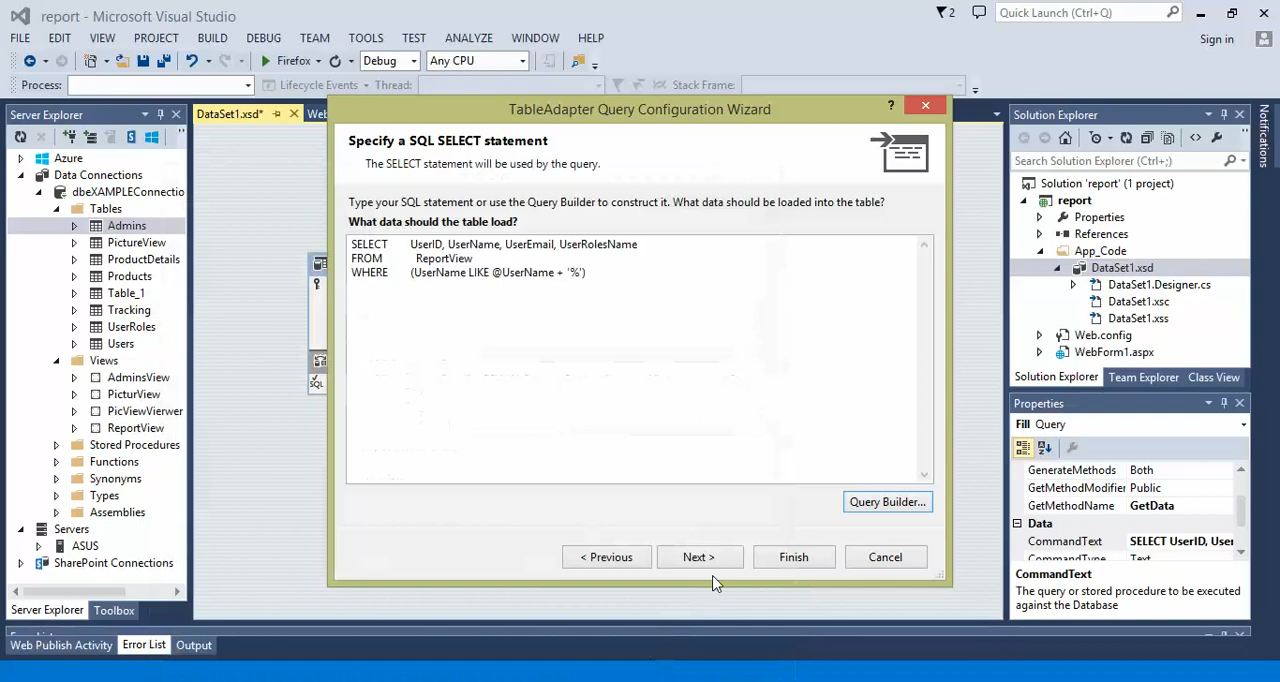 report - Microsoft Visual Studio
2
Quick Launch (Ctrl+Q)
FILE EDIT VIEW PROJECT BUILD DEBUG TEAM TOOLS TEST ANALYZE WINDOW HELP
Sign in
Firefox Debug Any CPU
Process: Lifecycle Events Thread: Stack Frame:
Server Explorer
Azure
Data Connections
dbeXAMPLEConnectio
Tables
Admins
PictureView
ProductDetails
Products
Table_1
Tracking
UserRoles
Users
Views
AdminsView
PicturView
PicViewVierwer
ReportView
Stored Procedures
Functions
Synonyms
Types
Assemblies
Servers
ASUS
SharePoint Connections
Server Explorer Toolbox
DataSet1.xsd* Web
SQL
TableAdapter Query Configuration Wizard
?
Specify a SQL SELECT statement
The SELECT statement will be used by the query.
Type your SQL statement or use the Query Builder to construct it. What data should be loaded into the table?
What data should the table load?
SELECT UserID, UserName, UserEmail, UserRolesName
FROM ReportView
WHERE (UserName LIKE @UserName + '%')
Query Builder...
< Previous Next > Finish Cancel
Solution Explorer
Search Solution Explorer (Ctrl+;)
Solution 'report' (1 project)
report
Properties
References
App_Code
DataSet1.xsd
DataSet1.Designer.cs
DataSet1.xsc
DataSet1.xss
Web.config
WebForm1.aspx
Solution Explorer Team Explorer Class View
Properties
Fill Query
GenerateMethods Both
GetMethodModifier Public
GetMethodName GetData
Data
CommandText SELECT UserID, User
CommandType Text
CommandText
The query or stored procedure to be executed
against the Database
Notifications
Error List
Web Publish Activity Error List Output